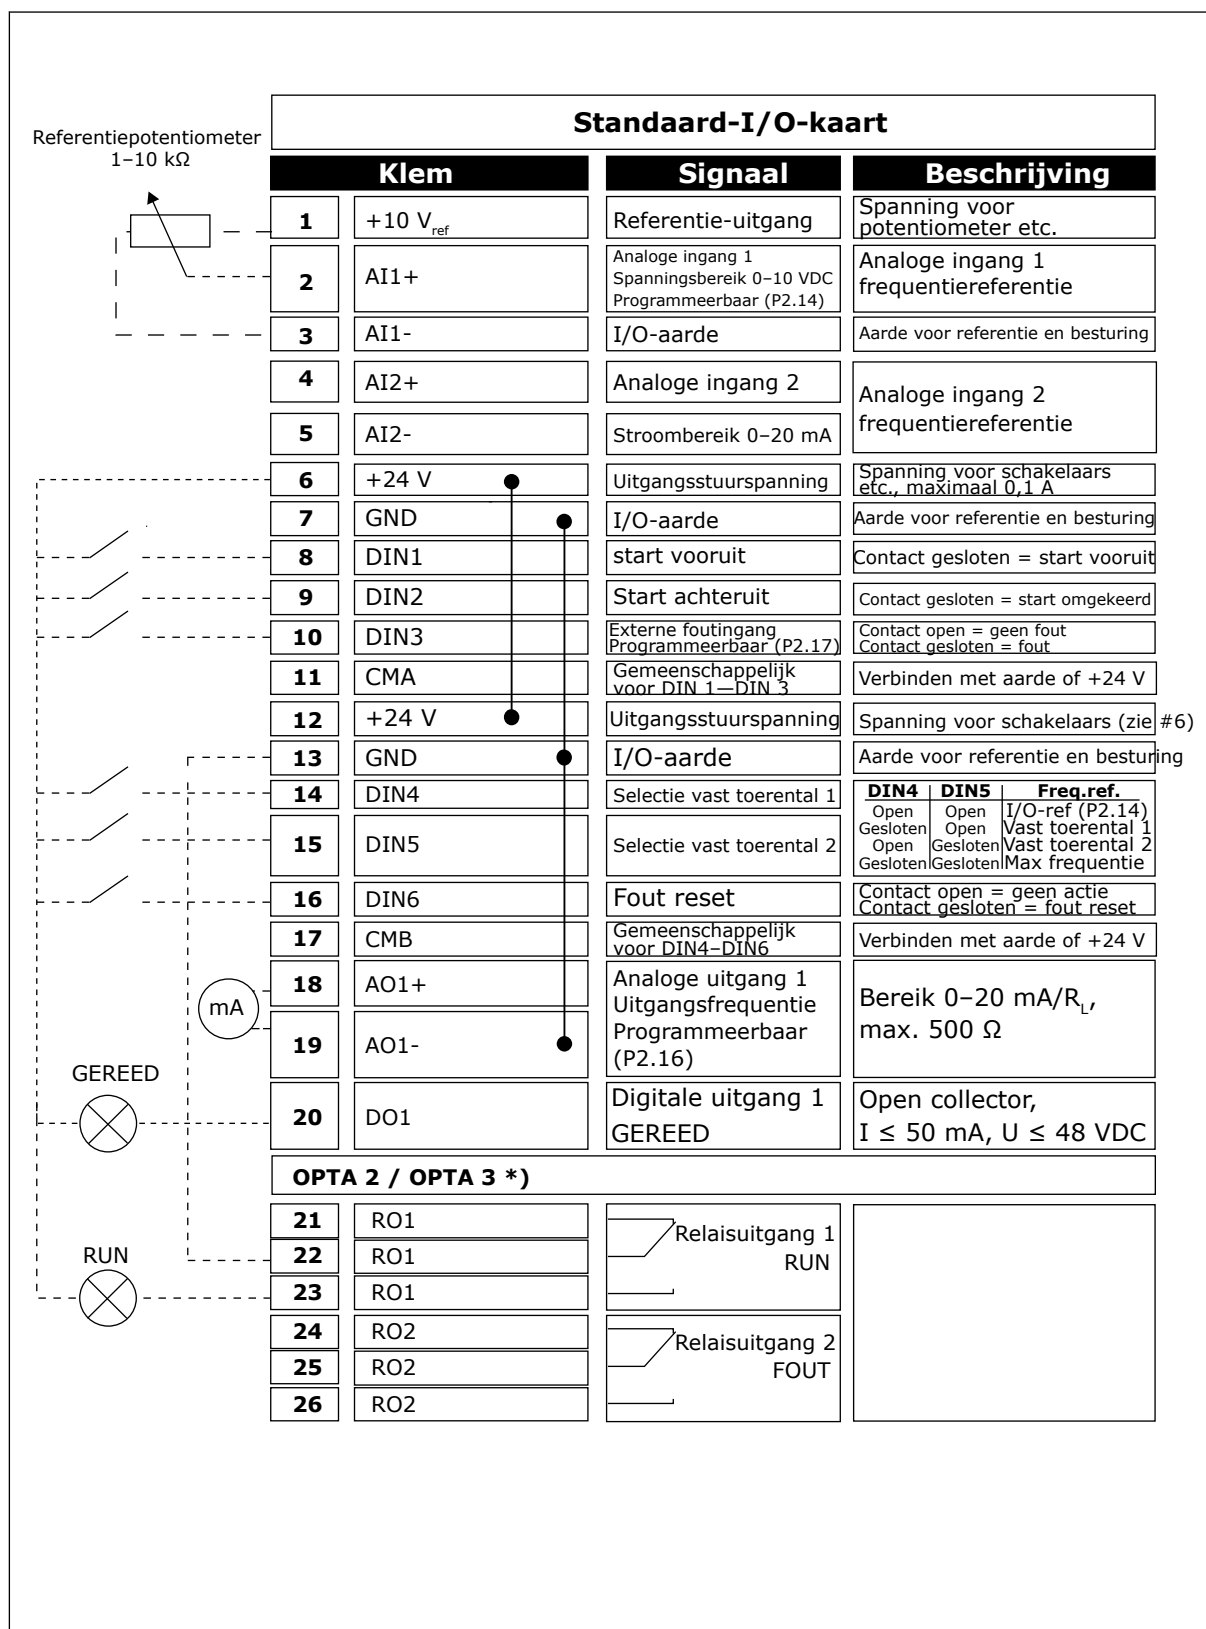 Standaard-I/O-kaart
Referentiepotentiometer
1–10 kΩ
Klem Signaal Beschrijving
1 +10 Vref Referentie-uitgang Spanning voor
potentiometer etc.
2 AI1+ Analoge ingang 1
Spanningsbereik 0–10 VDC
Programmeerbaar (P2.14)
Analoge ingang 1
frequentiereferentie
3 AI1- I/O-aarde Aarde voor referentie en besturing
4 AI2+ Analoge ingang 2
Analoge ingang 2
frequentiereferentie
5 AI2- Stroombereik 0–20 mA
6 +24 V Uitgangsstuurspanning Spanning voor schakelaars
etc., maximaal 0,1 A
7 GND I/O-aarde Aarde voor referentie en besturing
8 DIN1 start vooruit Contact gesloten = start vooruit
9 DIN2 Start achteruit Contact gesloten = start omgekeerd
10 DIN3 Externe foutingang
Programmeerbaar (P2.17)
Contact open = geen fout
Contact gesloten = fout
11 CMA Gemeenschappelijk
voor DIN 1—DIN 3
Verbinden met aarde of +24 V
12 +24 V Uitgangsstuurspanning Spanning voor schakelaars (zie #6)
13 GND I/O-aarde Aarde voor referentie en besturing
14 DIN4 Selectie vast toerental 1
DIN4 DIN5 Freq.ref.
Open Open I/O-ref (P2.14)
Gesloten Open Vast toerental 1
Open Gesloten Vast toerental 2
Gesloten Gesloten Max frequentie
15 DIN5 Selectie vast toerental 2
16 DIN6 Fout reset Contact open = geen actie
Contact gesloten = fout reset
17 CMB Gemeenschappelijk
voor DIN4–DIN6
Verbinden met aarde of +24 V
mA
18 AO1+ Analoge uitgang 1
Uitgangsfrequentie
Programmeerbaar
(P2.16)
Bereik 0–20 mA/RL,
max. 500 Ω
19 AO1-
GEREED
20 DO1 Digitale uitgang 1
GEREED
Open collector,
I ≤ 50 mA, U ≤ 48 VDC
OPTA 2 / OPTA 3 *)
21 RO1 Relaisuitgang 1
RUN
RUN
22 RO1
23 RO1
24 RO2 Relaisuitgang 2
FOUT
25 RO2
26 RO2